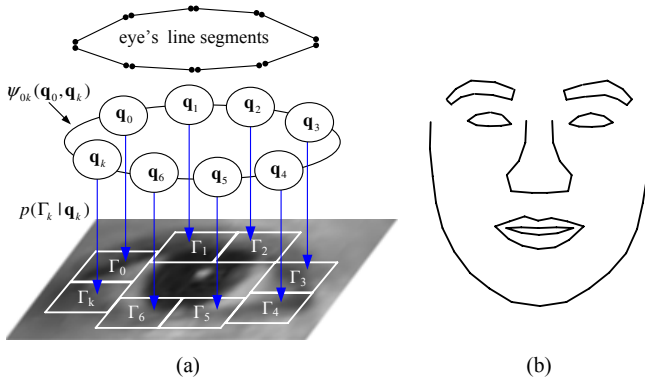 eye's line segments
ψ₀ₖ(q₀,qₖ)
q₀
q₁
q₂
q₃
qₖ
q₆
q₅
q₄
p(Γₖ|qₖ)
Γ₀
Γ₁
Γ₂
Γ₃
Γₖ
Γ₆
Γ₅
Γ₄
(a)
(b)